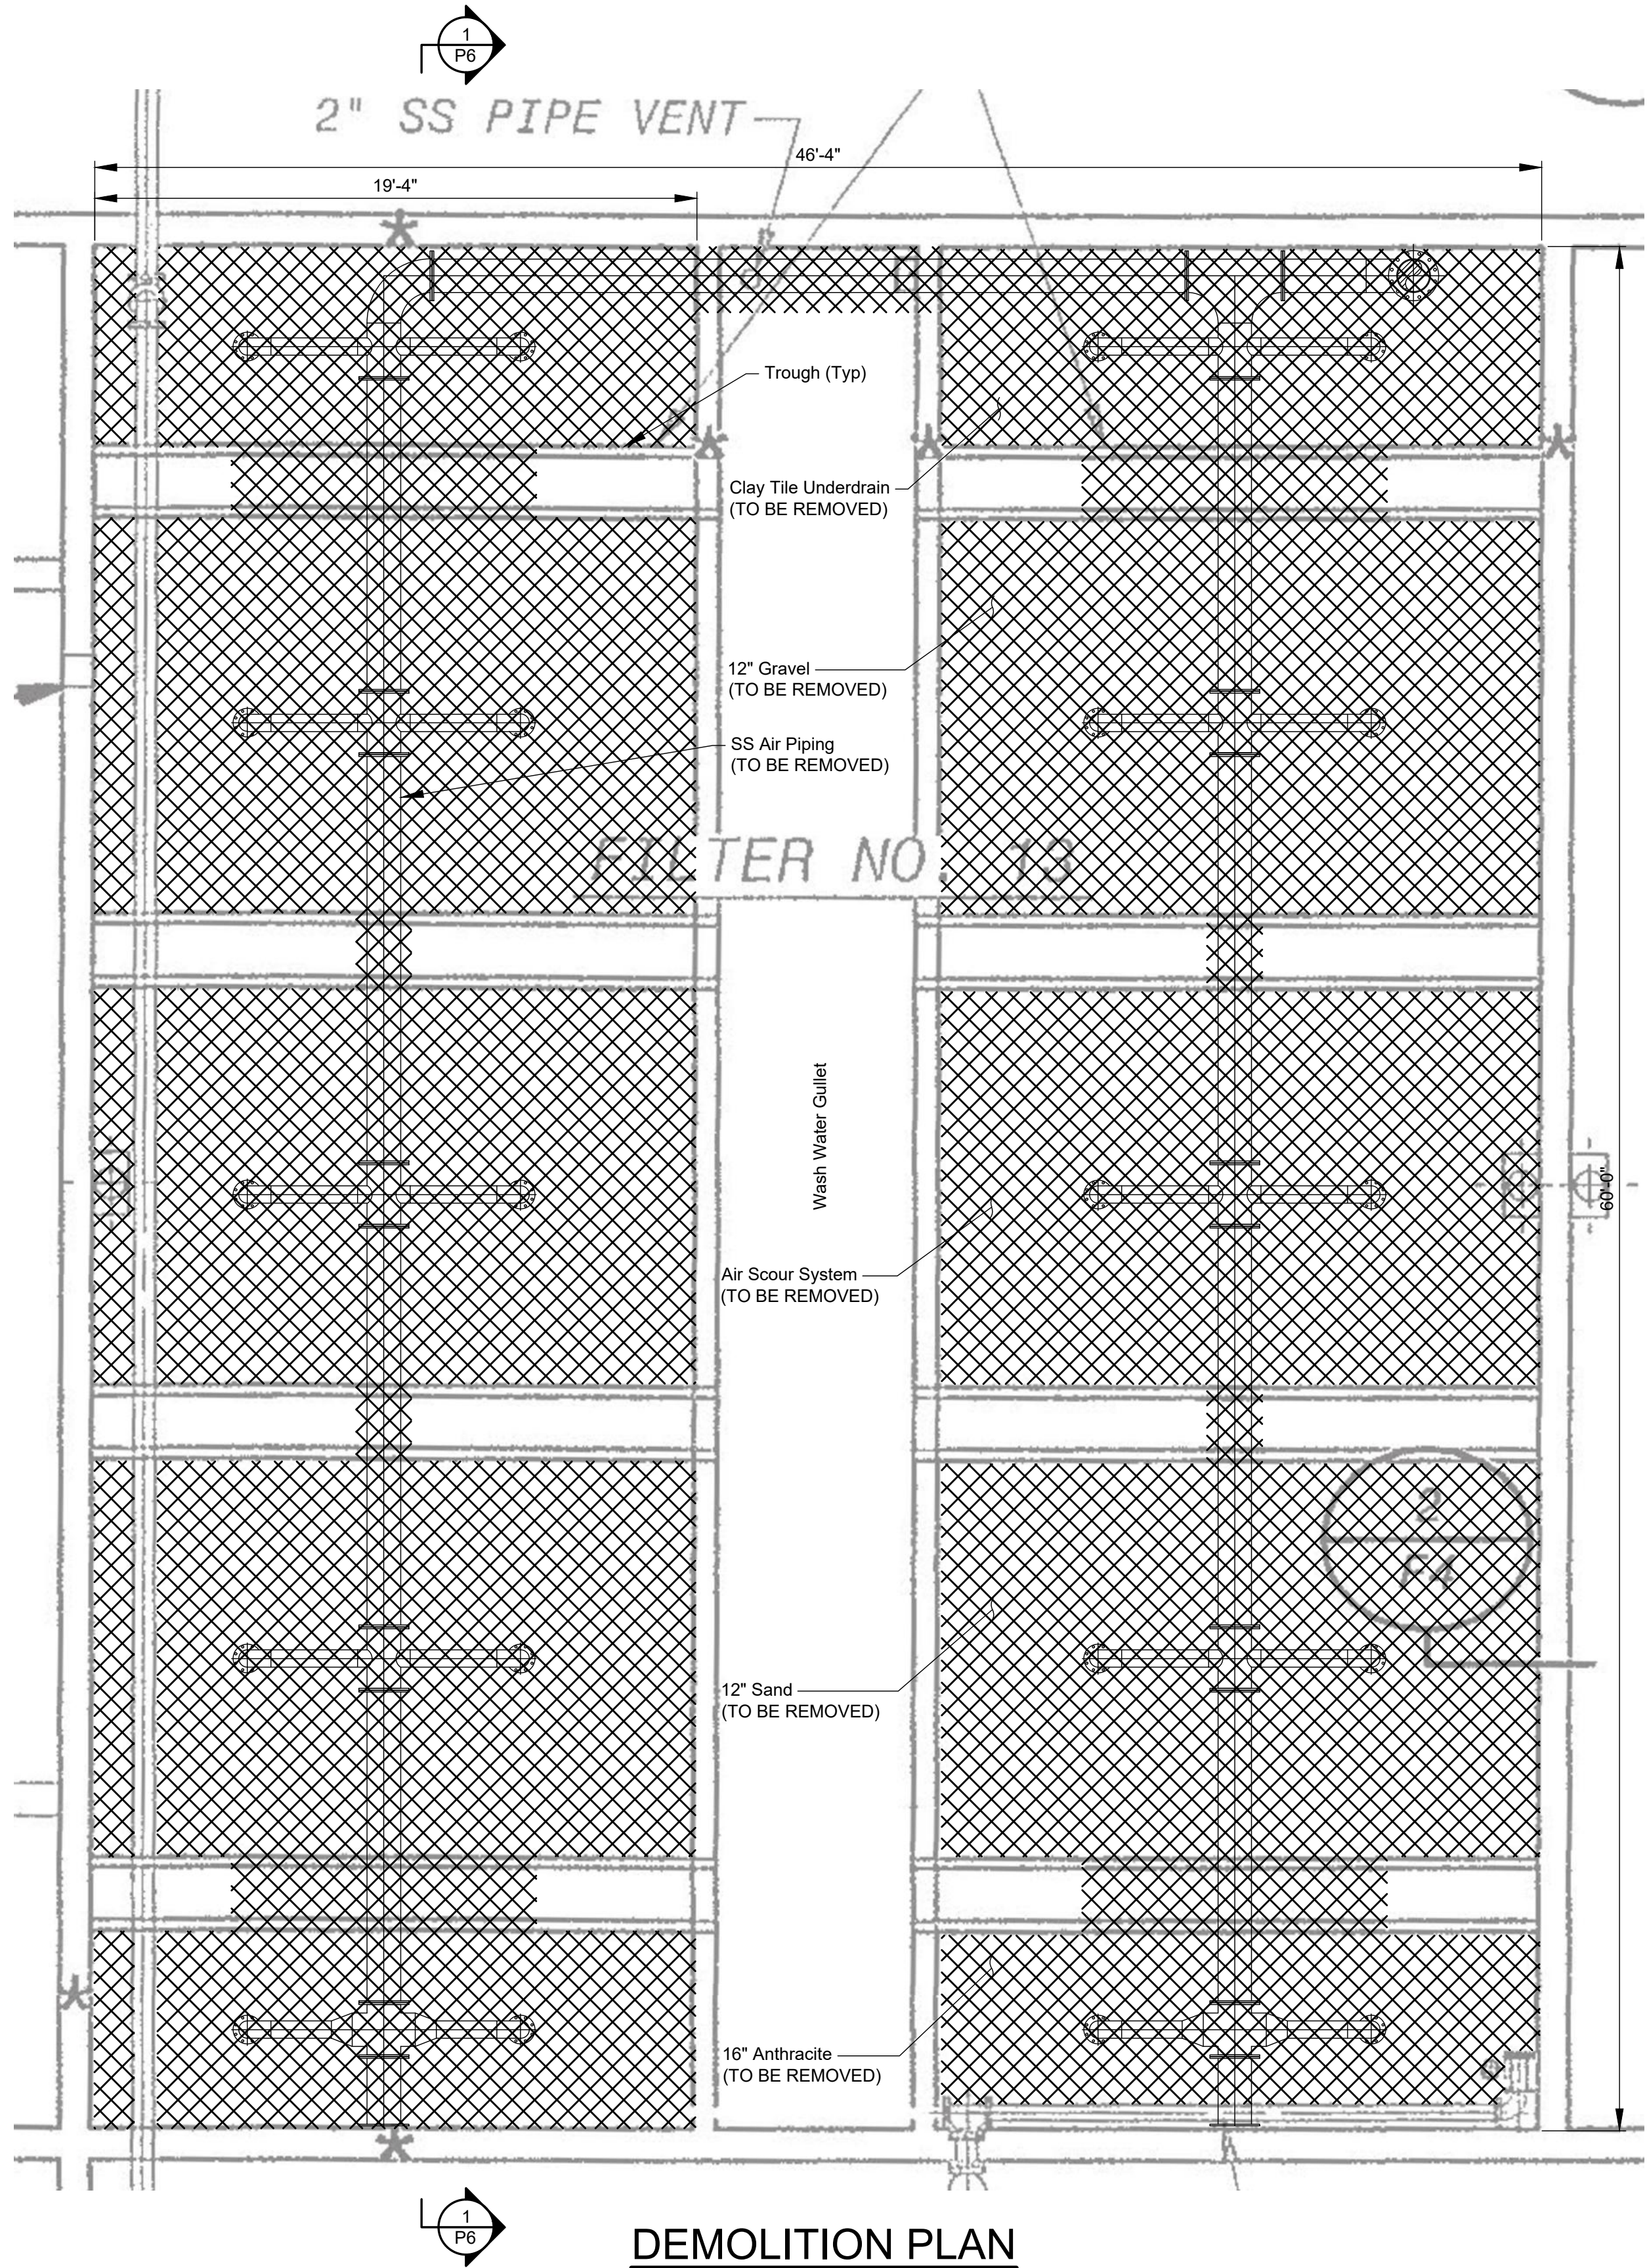 1
P6
2" SS PIPE VENT
46'-4"
19'-4"
Trough (Typ)
Clay Tile Underdrain
(TO BE REMOVED)
12" Gravel
(TO BE REMOVED)
SS Air Piping
(TO BE REMOVED)
FILTER NO. 13
Wash Water Gullet
60'-0"
Air Scour System
(TO BE REMOVED)
2
F4
12" Sand
(TO BE REMOVED)
16" Anthracite
(TO BE REMOVED)
1
P6
DEMOLITION PLAN